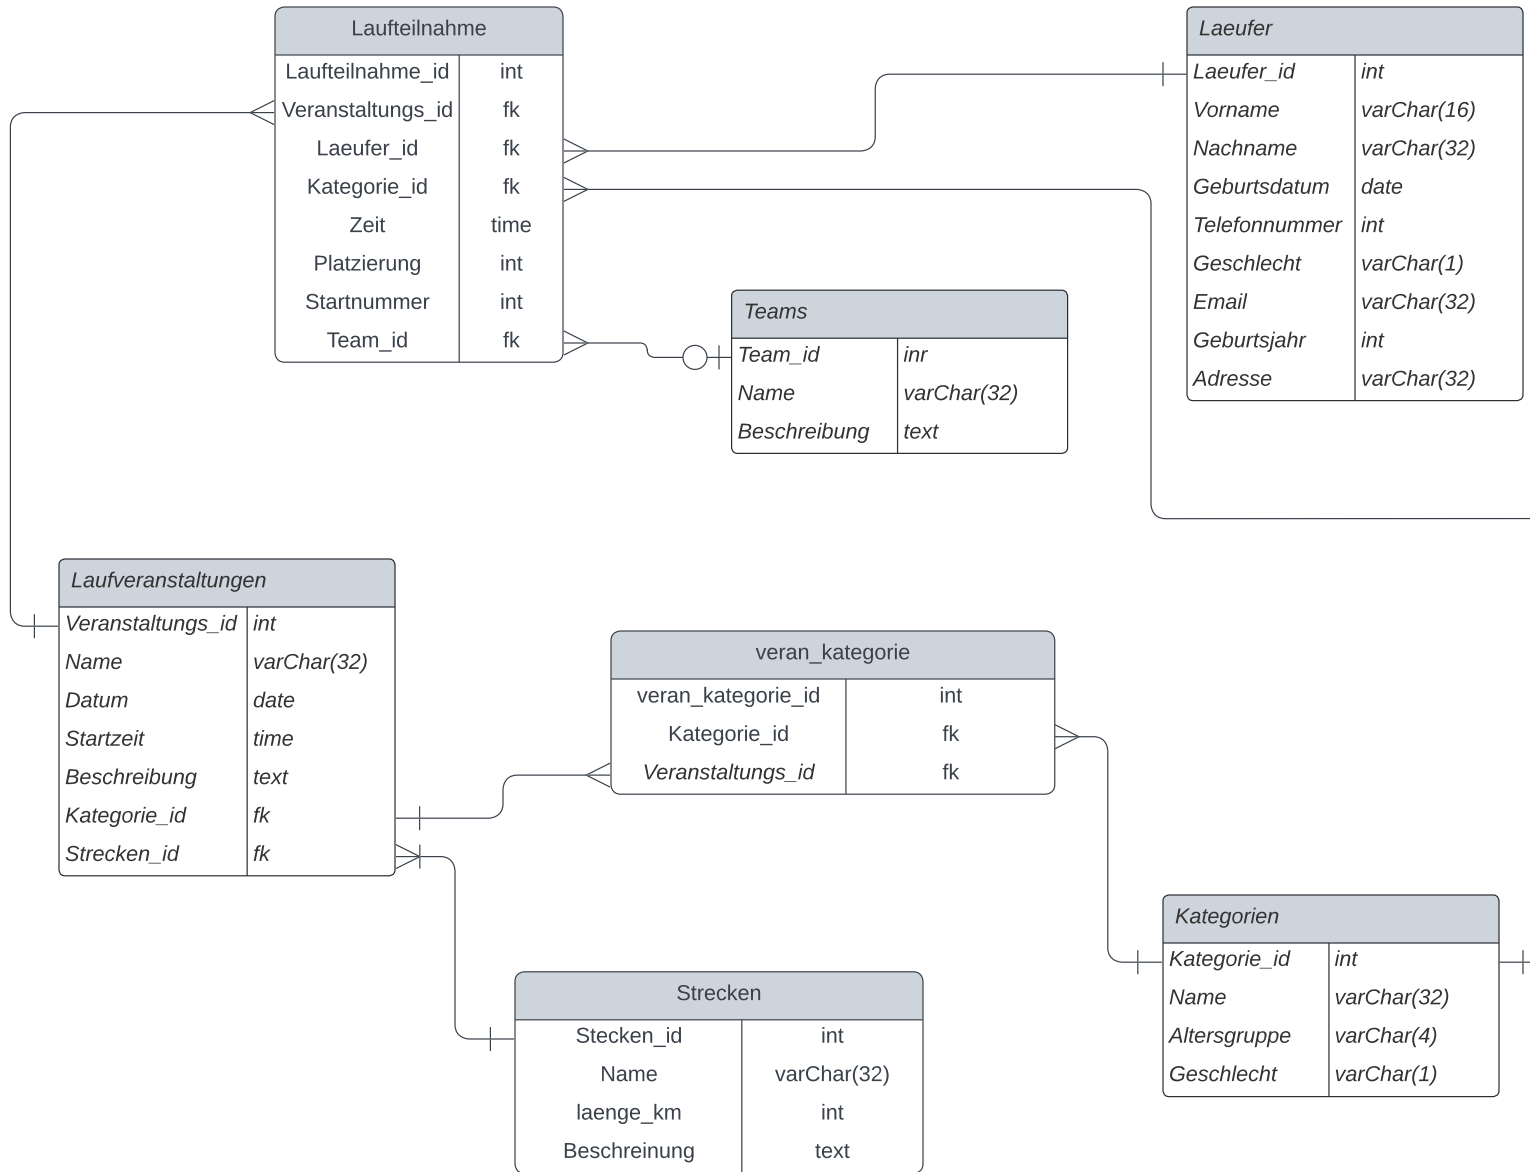 Laufteilnahme
Laufteilnahme_id int
Veranstaltungs_id fk
Laeufer_id fk
Kategorie_id fk
Zeit time
Platzierung int
Startnummer int
Team_id fk
Laeufer
Laeufer_id int
Vorname varChar(16)
Nachname varChar(32)
Geburtsdatum date
Telefonnummer int
Geschlecht varChar(1)
Email varChar(32)
Geburtsjahr int
Adresse varChar(32)
Teams
Team_id inr
Name varChar(32)
Beschreibung text
Laufveranstaltungen
Veranstaltungs_id int
Name varChar(32)
Datum date
Startzeit time
Beschreibung text
Kategorie_id fk
Strecken_id fk
veran_kategorie
veran_kategorie_id int
Kategorie_id fk
Veranstaltungs_id fk
Kategorien
Kategorie_id int
Name varChar(32)
Altersgruppe varChar(4)
Geschlecht varChar(1)
Strecken
Stecken_id int
Name varChar(32)
laenge_km int
Beschreinung text